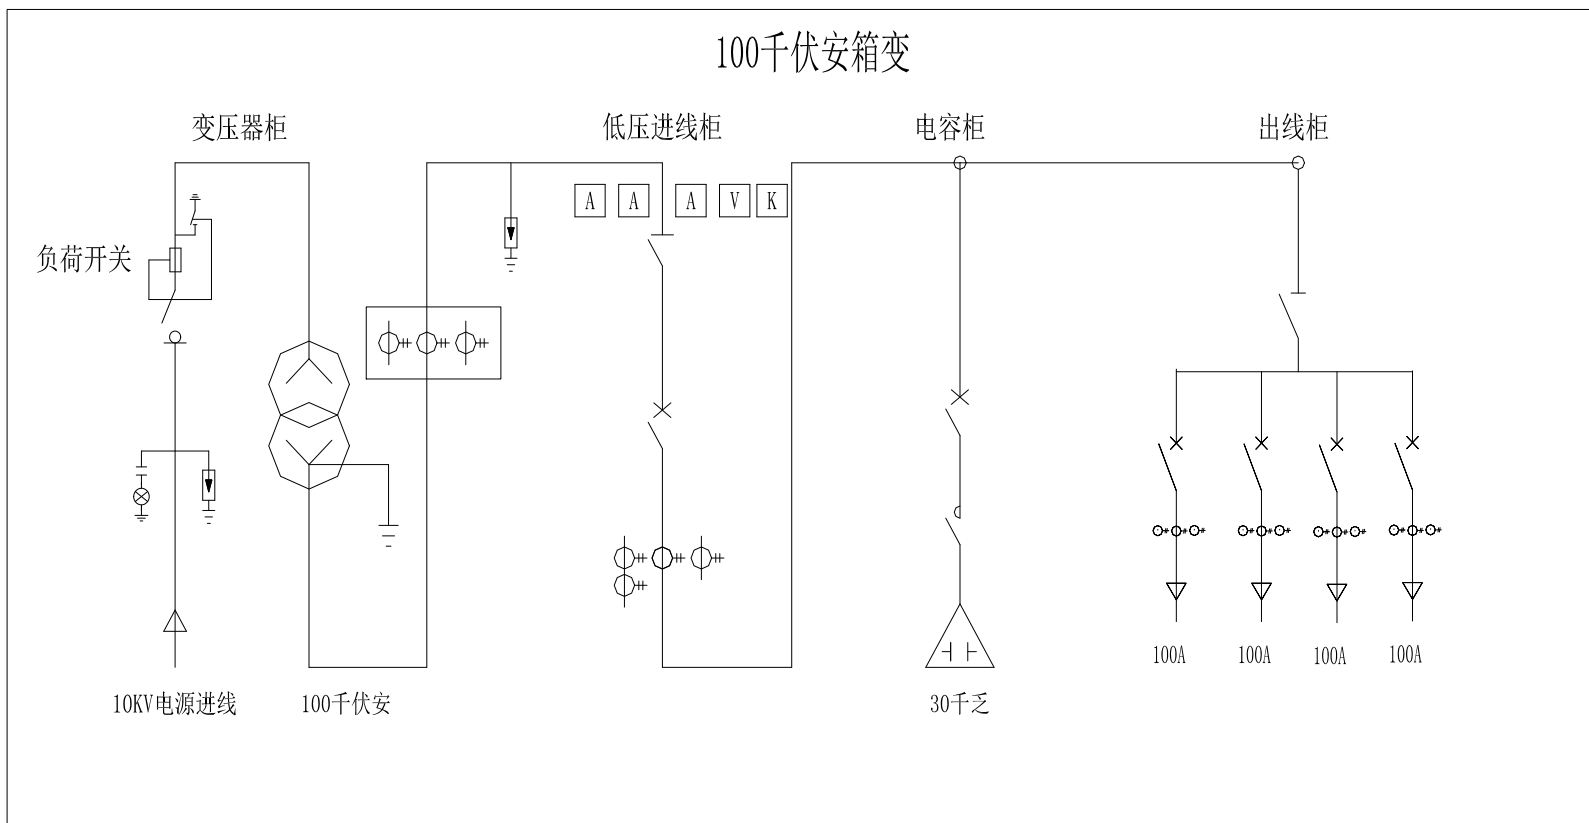 100千伏安箱变
变压器柜
低压进线柜
电容柜
出线柜
A A A V K
负荷开关
100A 100A 100A 100A
10KV电源进线
100千伏安
30千乏